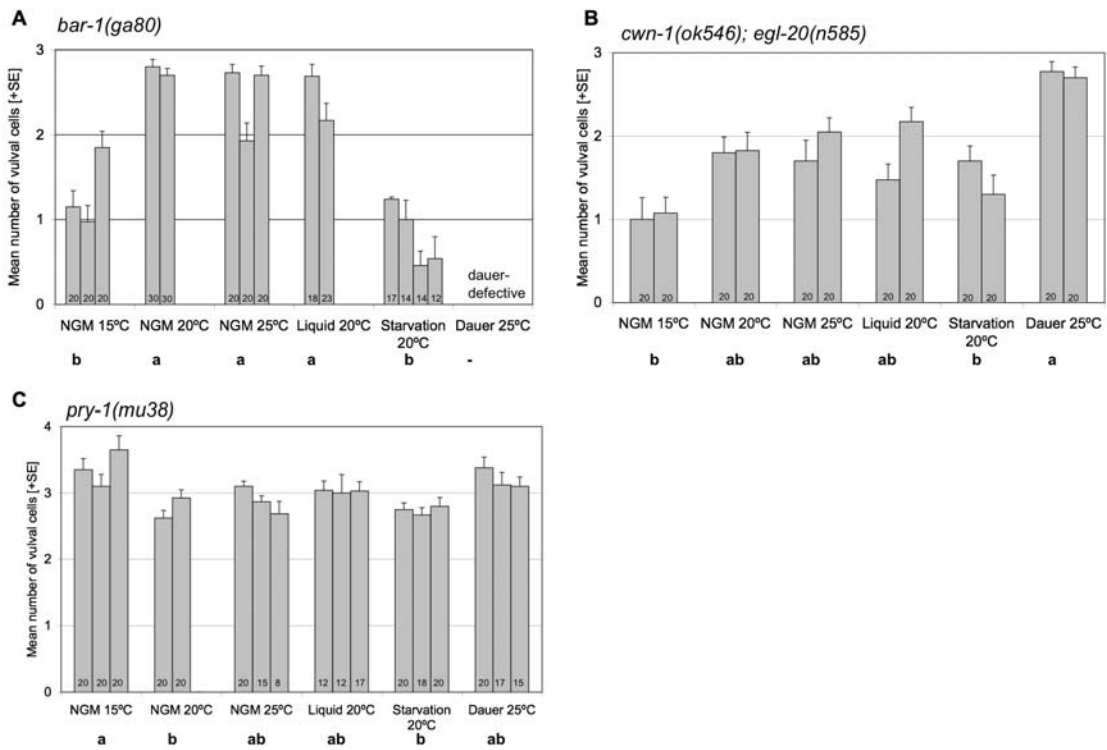 A
bar-1(ga80)
Mean number of vulval cells [+SE]
3
2
1
0
20 20 20
30 30
20 20 20
18 23
17 14 14 12
dauer-
defective
NGM 15ºC NGM 20ºC NGM 25ºC Liquid 20ºC Starvation Dauer 25ºC
20ºC
b a a a b -
B
cwn-1(ok546); egl-20(n585)
Mean number of vulval cells [+SE]
3
2
1
0
20 20
20 20
20 20
20 20
20 20
20 20
NGM 15ºC NGM 20ºC NGM 25ºC Liquid 20ºC Starvation Dauer 25ºC
20ºC
b ab ab ab b a
C
pry-1(mu38)
Mean number of vulval cells [+SE]
4
3
2
1
0
20 20 20
20 20
20 15 8
12 12 17
20 18 20
20 17 15
NGM 15ºC NGM 20ºC NGM 25ºC Liquid 20ºC Starvation Dauer 25ºC
20ºC
a b ab ab b ab